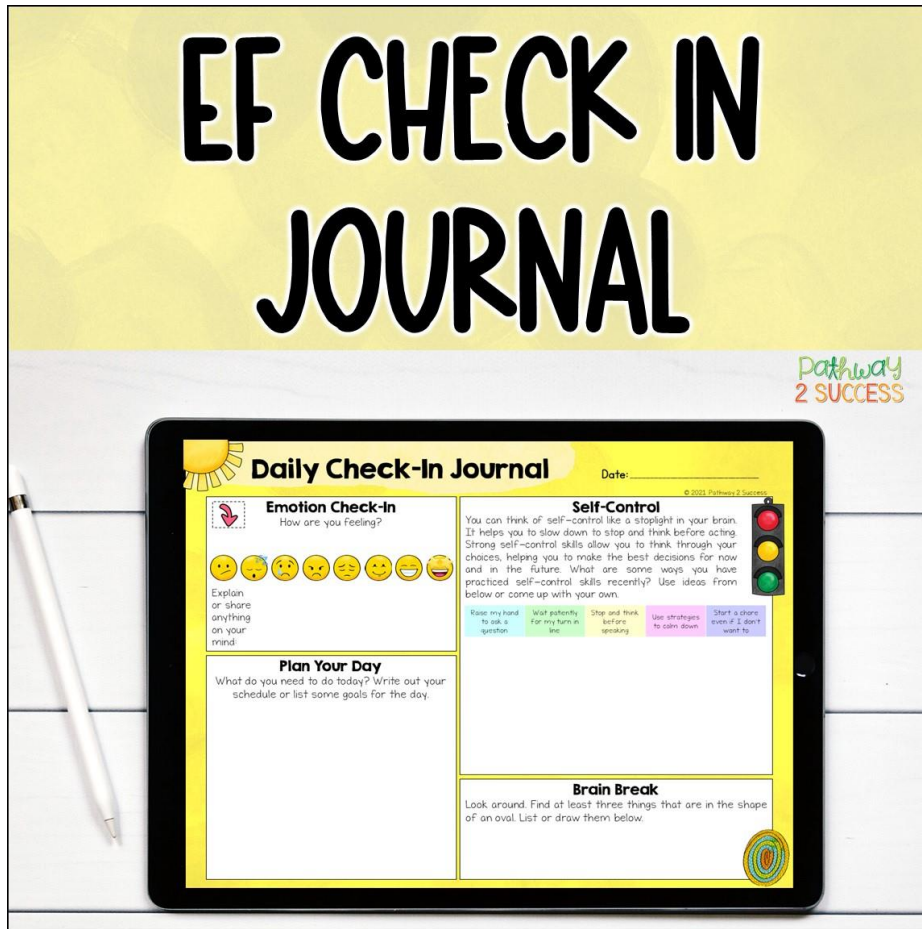 EF CHECK IN
JOURNAL
Pathway
2 SUCCESS
Daily Check-In Journal
Date:
© 2021 Pathway 2 Success
Emotion Check-In
How are you feeling?
Explain
or share
anything
on your
mind:
Self-Control
You can think of self-control like a stoplight in your brain.
It helps you to slow down to stop and think before acting.
Strong self-control skills allow you to think through your
choices, helping you to make the best decisions for now
and in the future. What are some ways you have
practiced self-control skills recently? Use ideas from
below or come up with your own.
Raise my hand
to ask a
question
Wait patiently
for my turn in
line
Stop and think
before
speaking
Use strategies
to calm down
Start a chore
even if I don't
want to
Plan Your Day
What do you need to do today? Write out your
schedule or list some goals for the day.
Brain Break
Look around. Find at least three things that are in the shape
of an oval. List or draw them below.